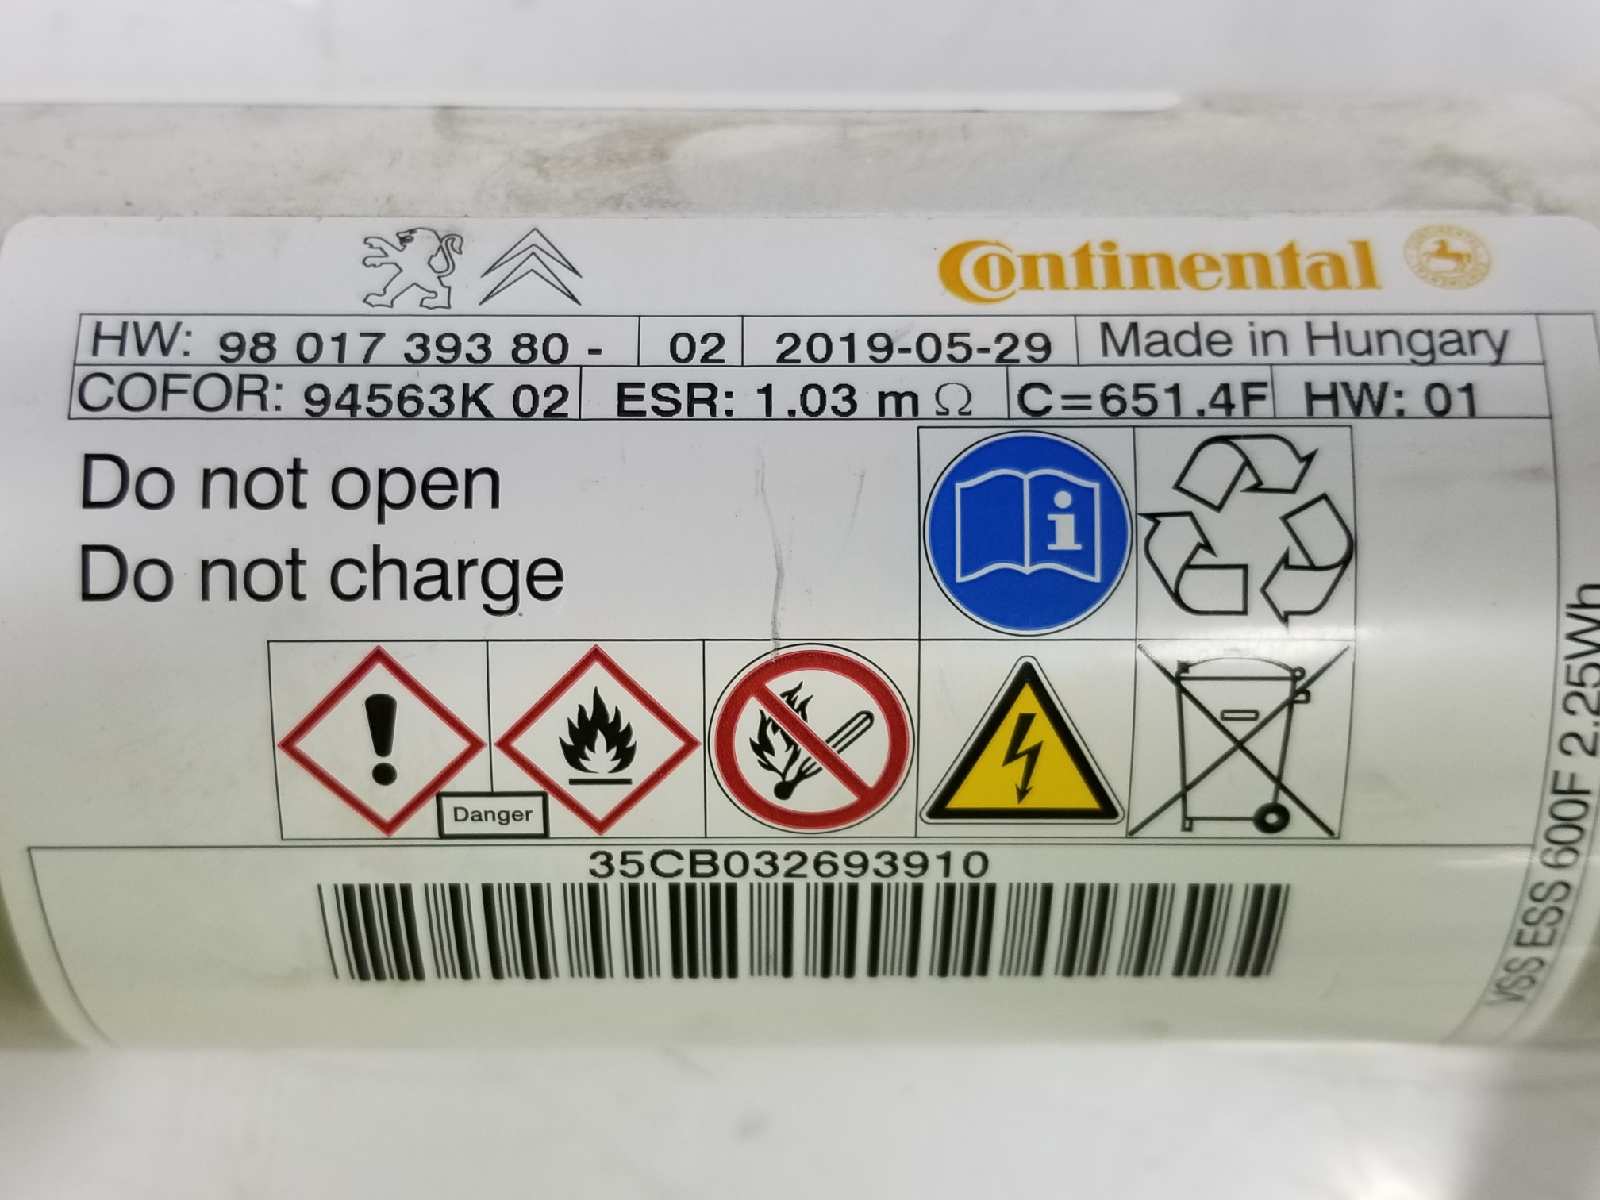 Continental
HW: 98 017 393 80 - 02 2019-05-29 Made in Hungary
COFOR: 94563K 02 ESR: 1.03 m Ω C=651.4F HW: 01
Do not open
Do not charge
i
Danger
35CB032693910
VSS ESS 600F 2.25Wh